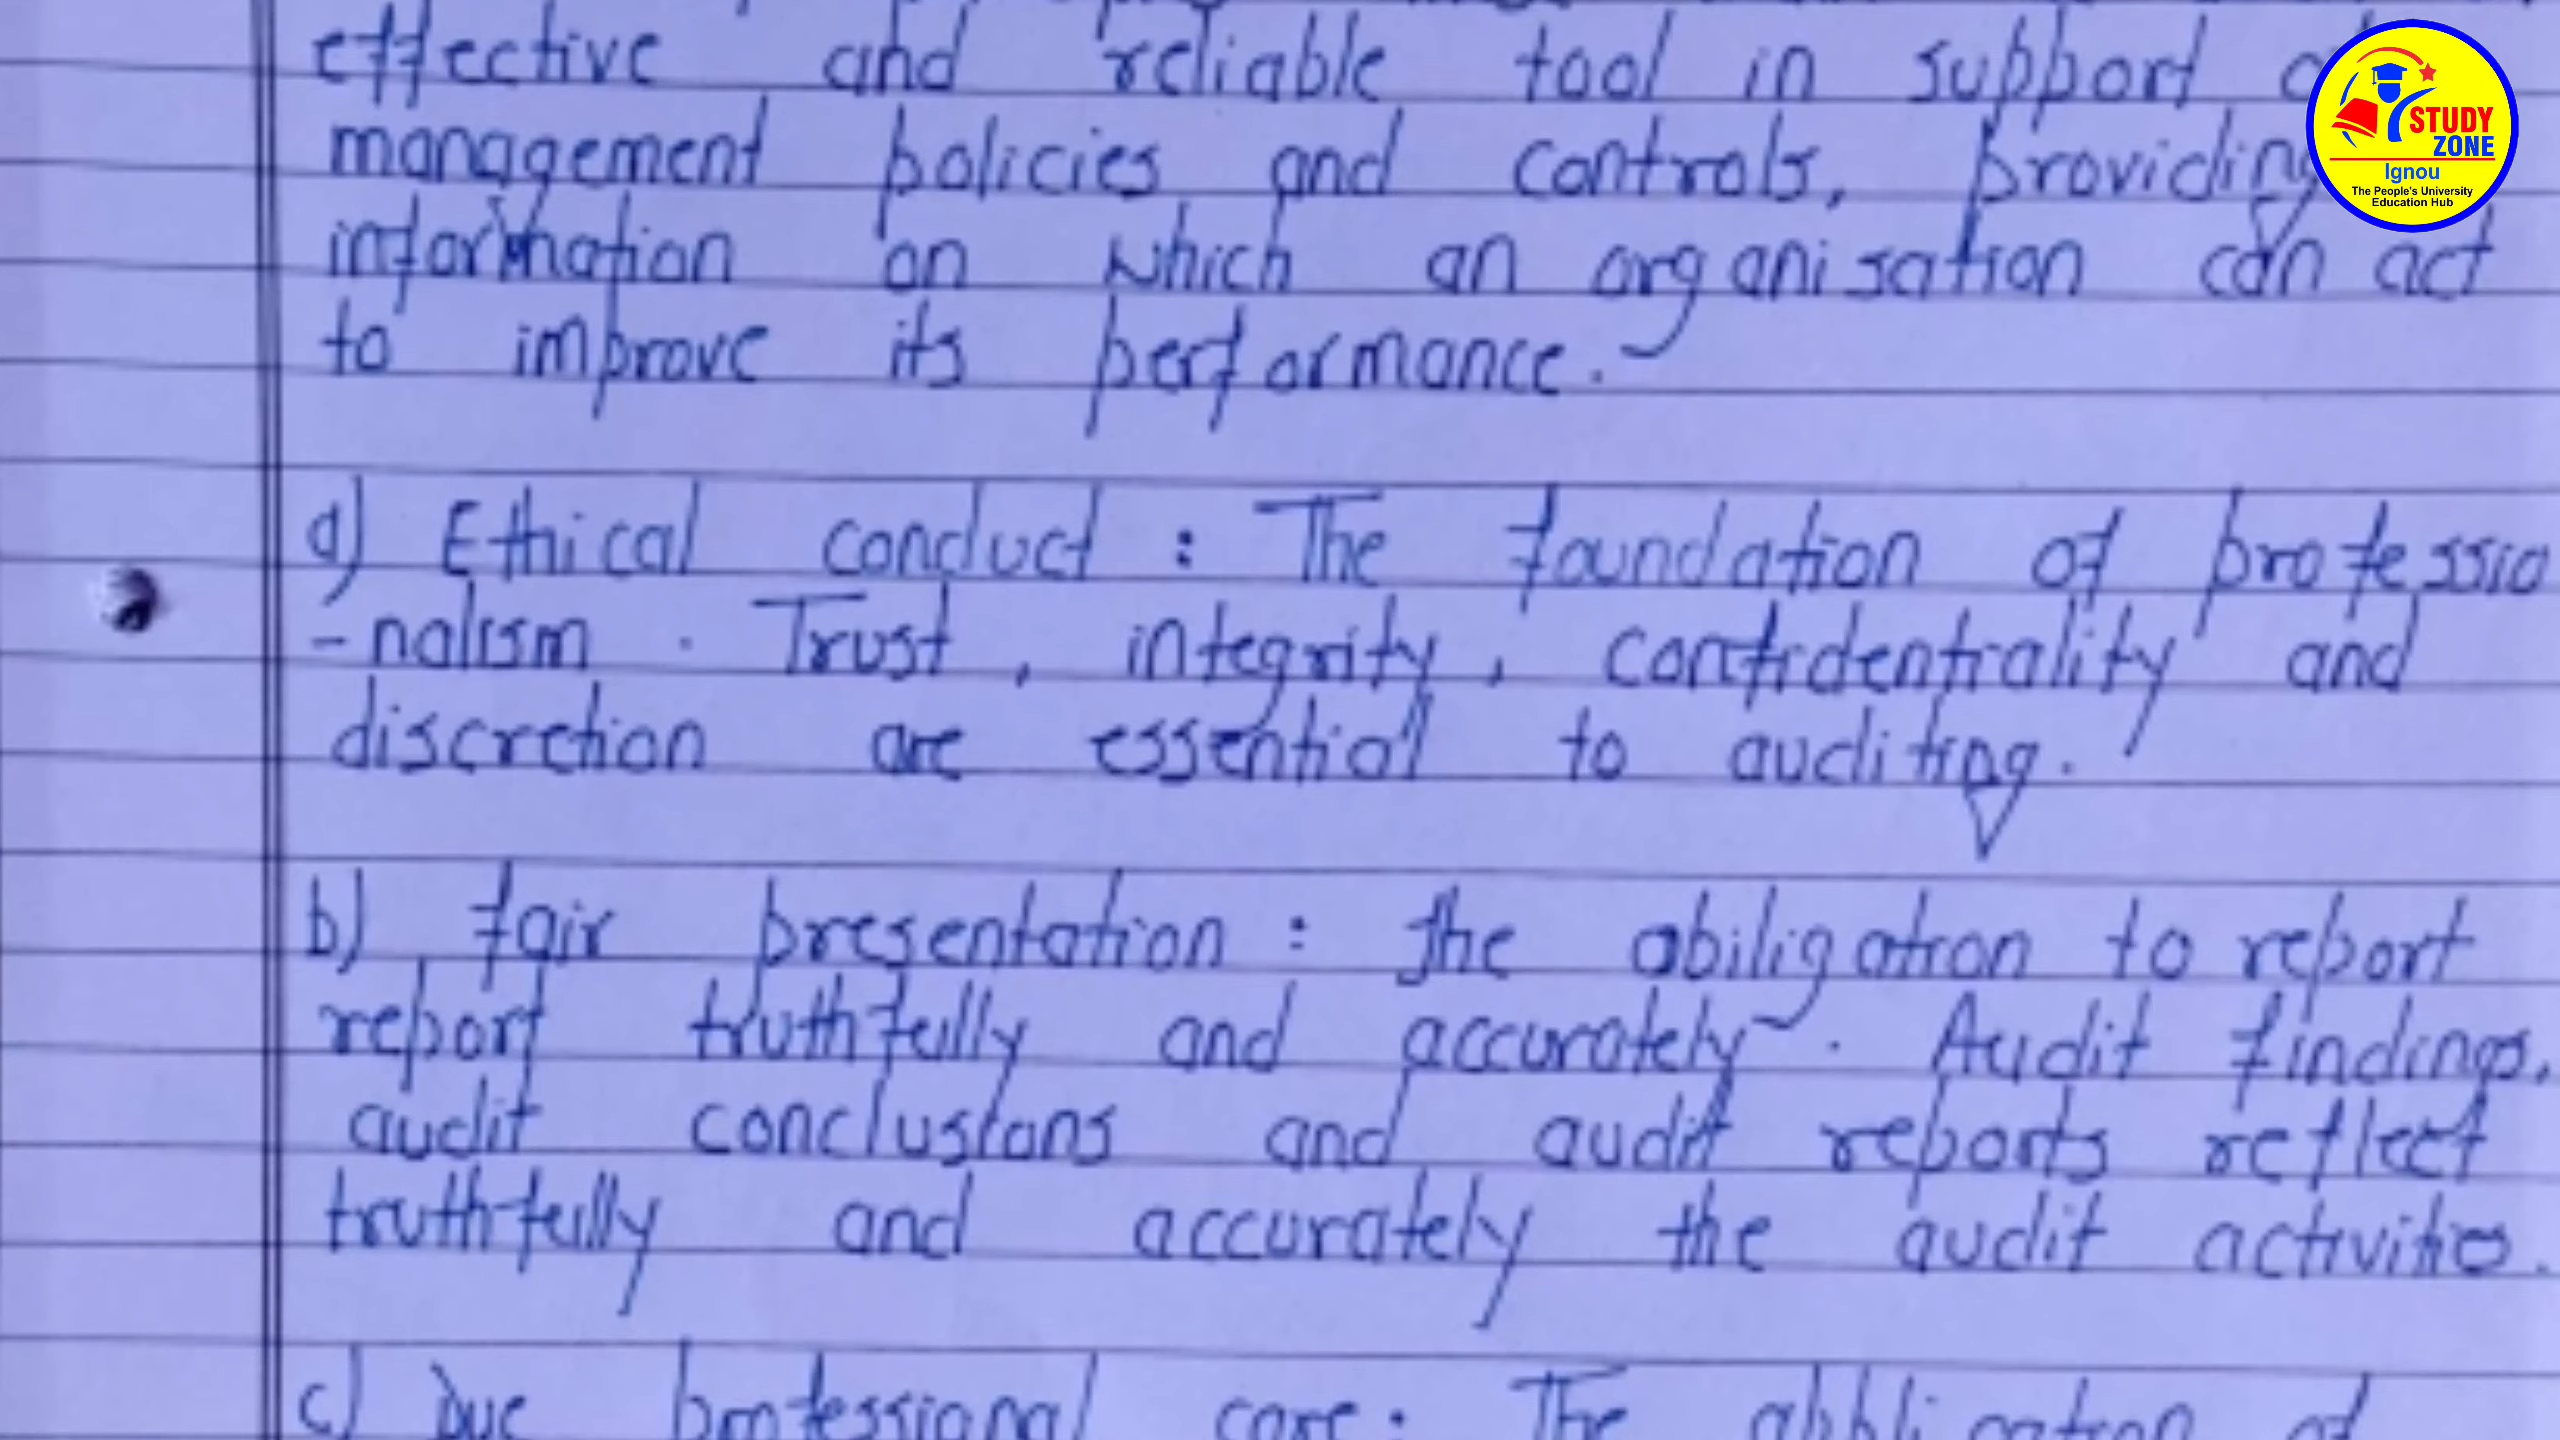 effective and reliable tool in support
management policies and controls, providing
information on which an organisation can act
to improve its performance.
a) Ethical conduct : The foundation of professio
-nalism . Trust, integrity, confidentiality and
discretion are essential to auditing.
b) fair presentation : the abiligation to report
report truthfully and accurately . Audit findings,
audit conclusions and audit reports reflect
truthfully and accurately the audit activities.
c) Due professional care : The
STUDY
ZONE
Ignou
The People's University
Education Hub